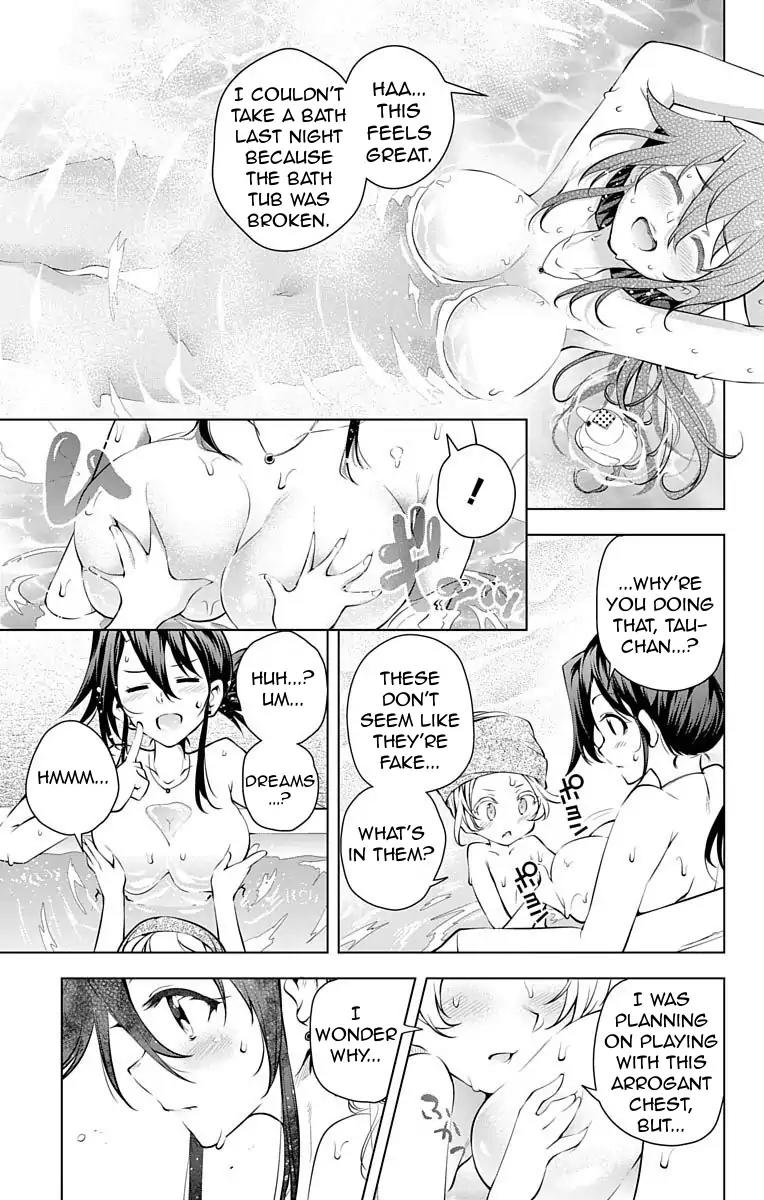 HAA...
THIS
FEELS
GREAT.
I COULDN'T
TAKE A BATH
LAST NIGHT
BECAUSE
THE BATH
TUB WAS
BROKEN.
!
...WHY'RE
YOU DOING
THAT, TAU-
CHAN...?
THESE
DON'T
SEEM LIKE
THEY'RE
FAKE...
WHAT'S
IN THEM?
HUH...?
UM...
DREAMS
...?
HMMM...
I WAS
PLANNING
ON PLAYING
WITH THIS
ARROGANT
CHEST,
BUT...
I
WONDER
WHY...